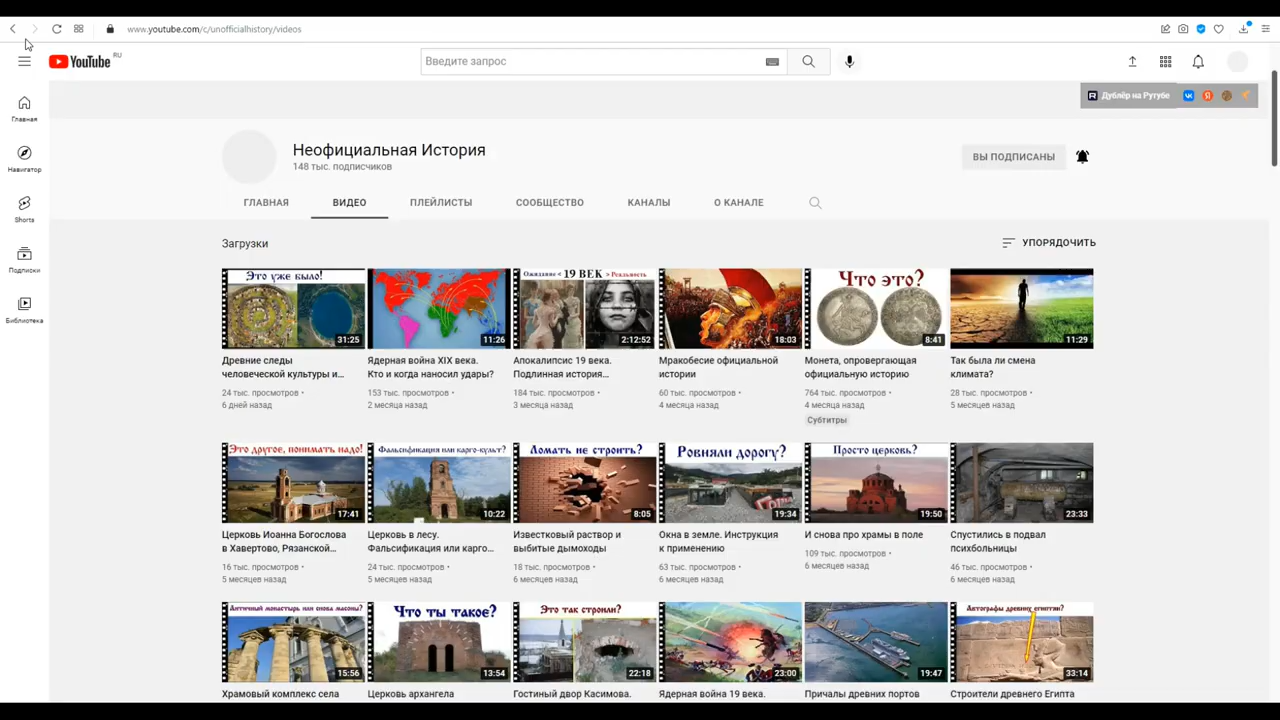 www.youtube.com/c/unofficialhistory/videos
YouTube RU
Введите запрос
Дублёр на Рутубе
Главная
Навигатор
Shorts
Подписки
Библиотека
Неофициальная История
148 тыс. подписчиков
ВЫ ПОДПИСАНЫ
ГЛАВНАЯ ВИДЕО ПЛЕЙЛИСТЫ СООБЩЕСТВО КАНАЛЫ О КАНАЛЕ
Загрузки
УПОРЯДОЧИТЬ
Это уже было!
31:25
Древние следы
человеческой культуры и...
24 тыс. просмотров •
6 дней назад
11:26
Ядерная война XIX века.
Кто и когда наносил удары?
153 тыс. просмотров •
2 месяца назад
Ожидание < 19 ВЕК > Реальность
2:12:52
Апокалипсис 19 века.
Подлинная история...
184 тыс. просмотров •
3 месяца назад
18:03
Мракобесие официальной
истории
60 тыс. просмотров •
4 месяца назад
Что это?
8:41
Монета, опровергающая
официальную историю
764 тыс. просмотров •
4 месяца назад
Субтитры
11:29
Так была ли смена
климата?
28 тыс. просмотров •
5 месяцев назад
Это другое, понимать надо!
17:41
Церковь Иоанна Богослова
в Хавертово, Рязанской...
16 тыс. просмотров •
5 месяцев назад
Фальсификация или карго-культ?
10:22
Церковь в лесу.
Фальсификация или карго...
24 тыс. просмотров •
5 месяцев назад
Ломать не строить?
8:05
Известковый раствор и
выбитые дымоходы
18 тыс. просмотров •
6 месяцев назад
Ровняли дорогу?
19:34
Окна в земле. Инструкция
к применению
63 тыс. просмотров •
6 месяцев назад
Просто церковь?
19:50
И снова про храмы в поле
109 тыс. просмотров •
6 месяцев назад
23:33
Спустились в подвал
психбольницы
46 тыс. просмотров •
6 месяцев назад
Античный монастырь или снова масоны?
15:56
Храмовый комплекс села
Что ты такое?
13:54
Церковь архангела
Это так строили?
22:18
Гостиный двор Касимова.
23:00
Ядерная война 19 века.
19:47
Причалы древних портов
Автографы древних египтян?
33:14
Строители древнего Египта